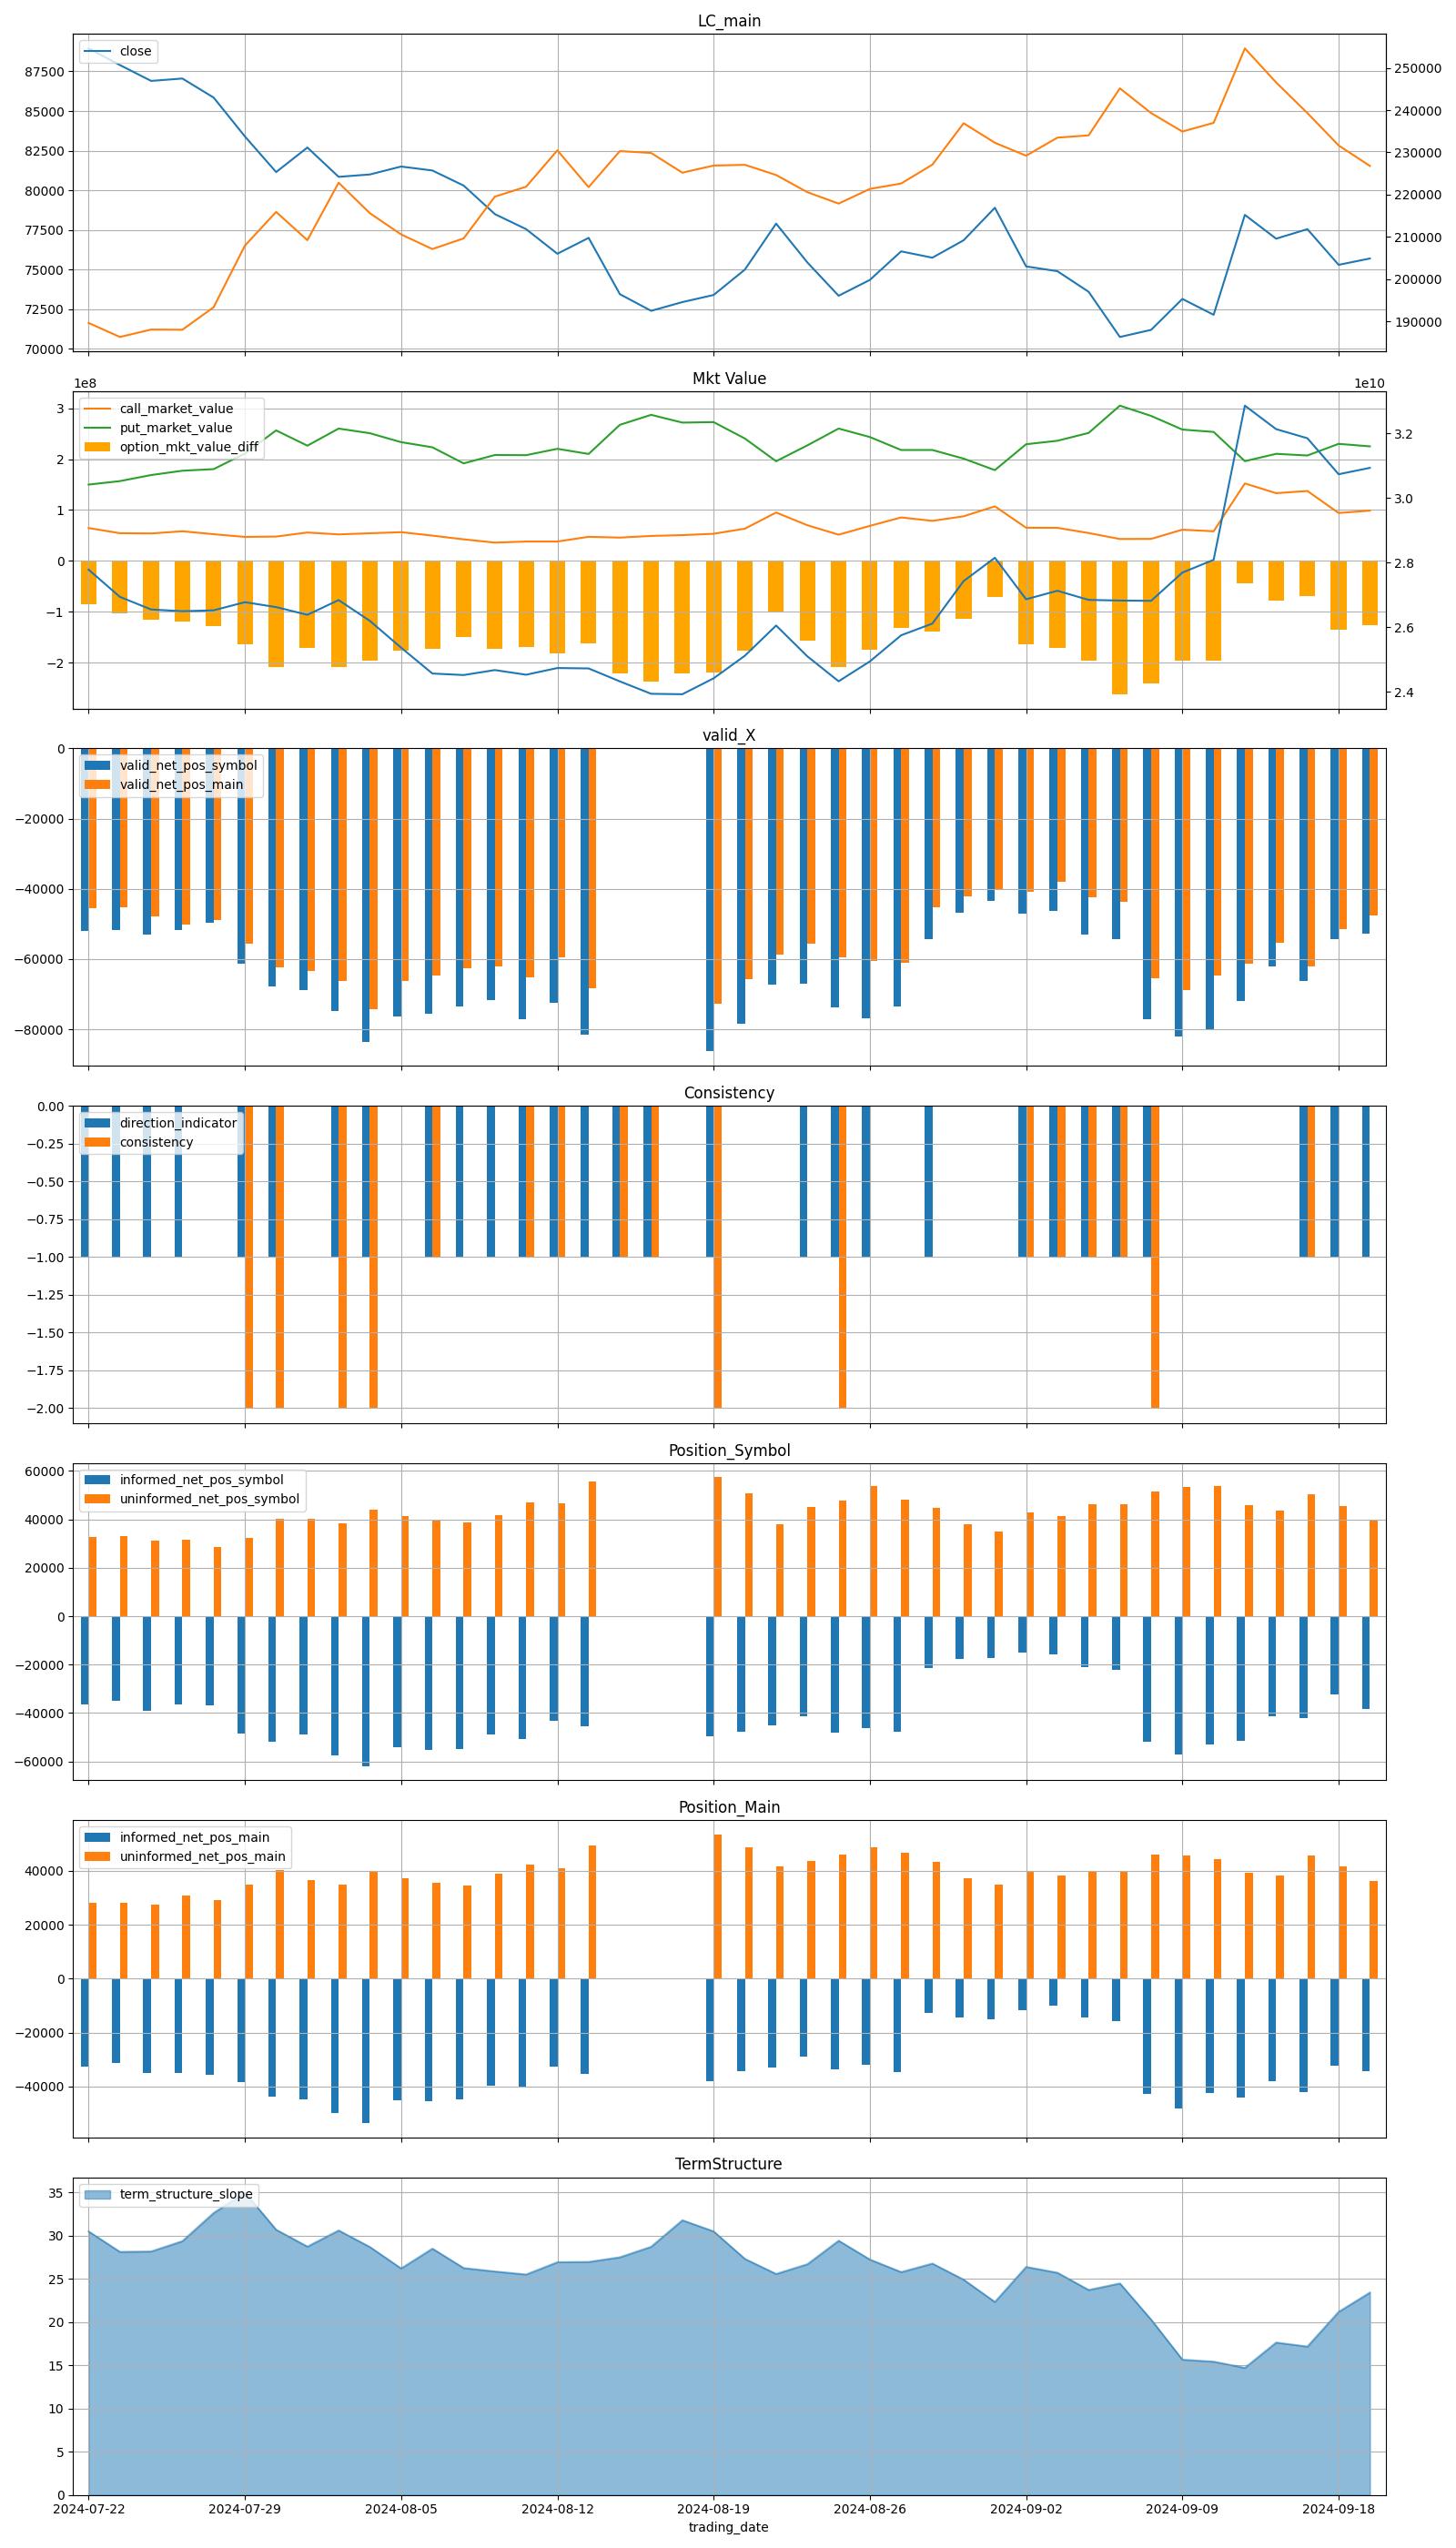 LC_main
close
87500
85000
82500
80000
77500
75000
72500
70000
250000
240000
230000
220000
210000
200000
190000
Mkt Value
1e8
1e10
call_market_value
put_market_value
option_mkt_value_diff
3
2
1
0
−1
−2
3.2
3.0
2.8
2.6
2.4
valid_X
valid_net_pos_symbol
valid_net_pos_main
0
−20000
−40000
−60000
−80000
Consistency
direction_indicator
consistency
0.00
−0.25
−0.50
−0.75
−1.00
−1.25
−1.50
−1.75
−2.00
Position_Symbol
informed_net_pos_symbol
uninformed_net_pos_symbol
60000
40000
20000
0
−20000
−40000
−60000
Position_Main
informed_net_pos_main
uninformed_net_pos_main
40000
20000
0
−20000
−40000
TermStructure
term_structure_slope
35
30
25
20
15
10
5
0
2024-07-22 2024-07-29 2024-08-05 2024-08-12 2024-08-19 2024-08-26 2024-09-02 2024-09-09 2024-09-18
trading_date